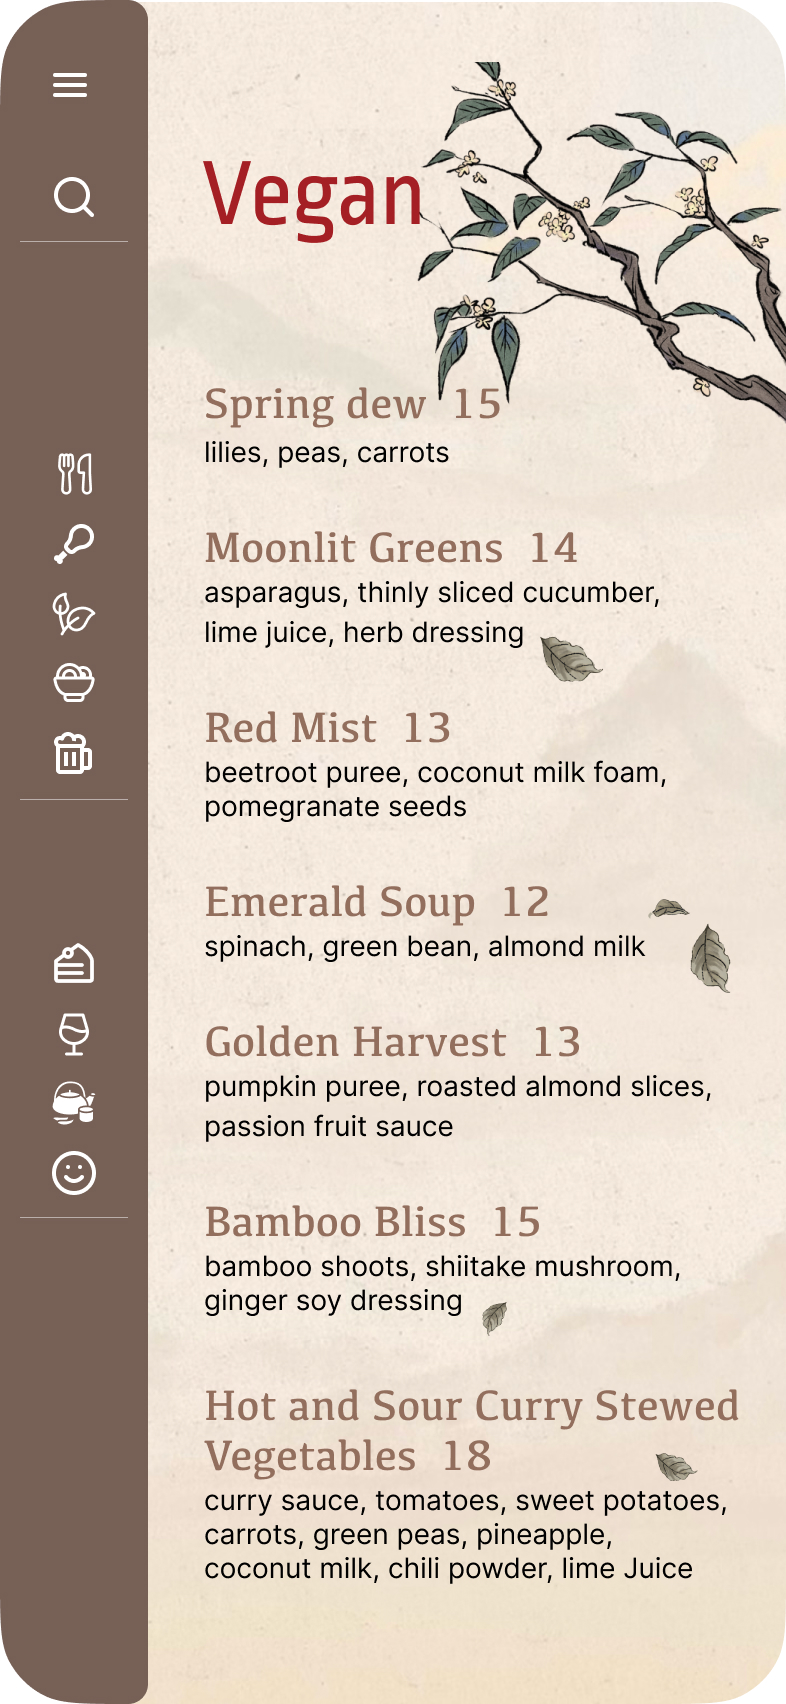 Vegan
Spring dew 15
lilies, peas, carrots
Moonlit Greens 14
asparagus, thinly sliced cucumber,
lime juice, herb dressing
Red Mist 13
beetroot puree, coconut milk foam,
pomegranate seeds
Emerald Soup 12
spinach, green bean, almond milk
Golden Harvest 13
pumpkin puree, roasted almond slices,
passion fruit sauce
Bamboo Bliss 15
bamboo shoots, shiitake mushroom,
ginger soy dressing
Hot and Sour Curry Stewed
Vegetables 18
curry sauce, tomatoes, sweet potatoes,
carrots, green peas, pineapple,
coconut milk, chili powder, lime Juice